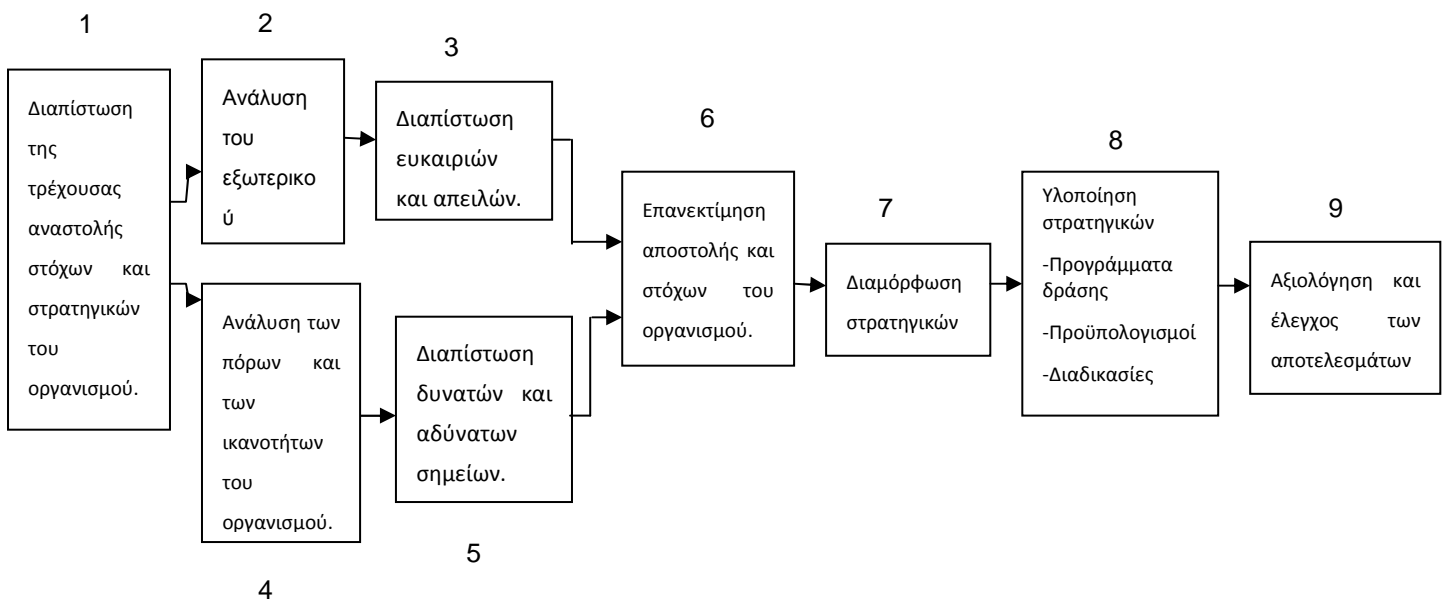 1
Διαπίστωση
της
τρέχουσας
αναστολής
στόχων και
στρατηγικών
του
οργανισμού.
2
Ανάλυση
του
εξωτερικο
ύ
3
Διαπίστωση
ευκαιριών
και απειλών.
Ανάλυση των
πόρων και
των
ικανοτήτων
του
οργανισμού.
4
Διαπίστωση
δυνατών και
αδύνατων
σημείων.
5
6
Επανεκτίμηση
αποστολής και
στόχων του
οργανισμού.
7
Διαμόρφωση
στρατηγικών
8
Υλοποίηση
στρατηγικών
-Προγράμματα
δράσης
-Προϋπολογισμοί
-Διαδικασίες
9
Αξιολόγηση και
έλεγχος των
αποτελεσμάτων